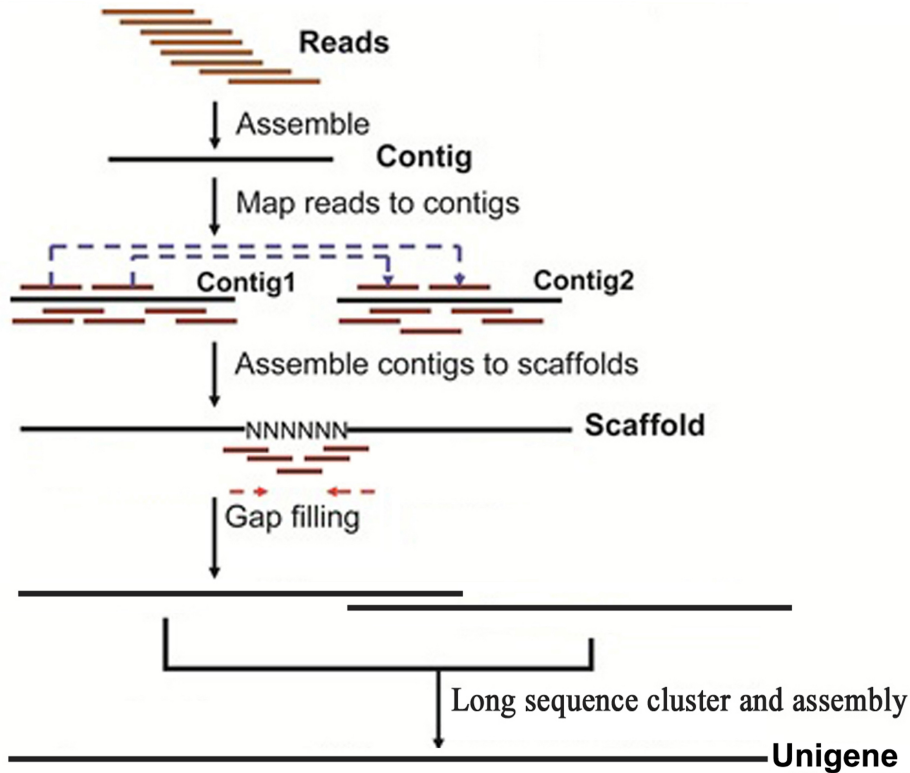 Reads
Assemble
Contig
Map reads to contigs
Contig1
Contig2
Assemble contigs to scaffolds
NNNNNN
Scaffold
Gap filling
Long sequence cluster and assembly
Unigene